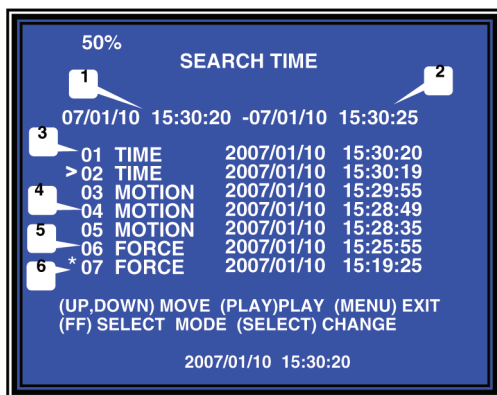 50%
SEARCH TIME
1
2
07/01/10 15:30:20 -07/01/10 15:30:25
3
01 TIME 2007/01/10 15:30:20
>02 TIME 2007/01/10 15:30:19
03 MOTION 2007/01/10 15:29:55
4
04 MOTION 2007/01/10 15:28:49
05 MOTION 2007/01/10 15:28:35
5
06 FORCE 2007/01/10 15:25:55
6
*07 FORCE 2007/01/10 15:19:25
(UP,DOWN) MOVE (PLAY)PLAY (MENU) EXIT
(FF) SELECT MODE (SELECT) CHANGE
2007/01/10 15:30:20